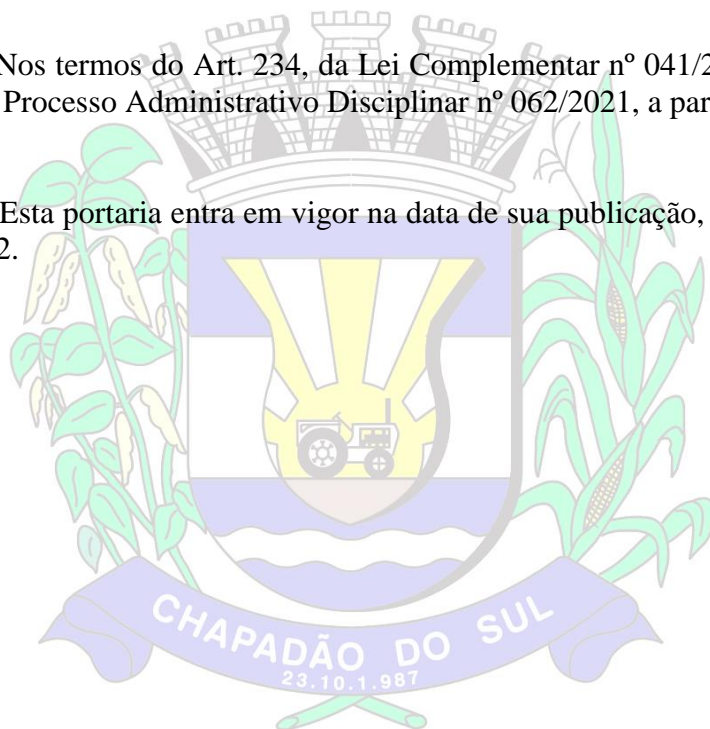 Nos termos do Art. 234, da Lei Complementar nº 041/2
Processo Administrativo Disciplinar nº 062/2021, a par
Esta portaria entra em vigor na data de sua publicação,
2.
CHAPADÃO DO SUL
23.10.1.987